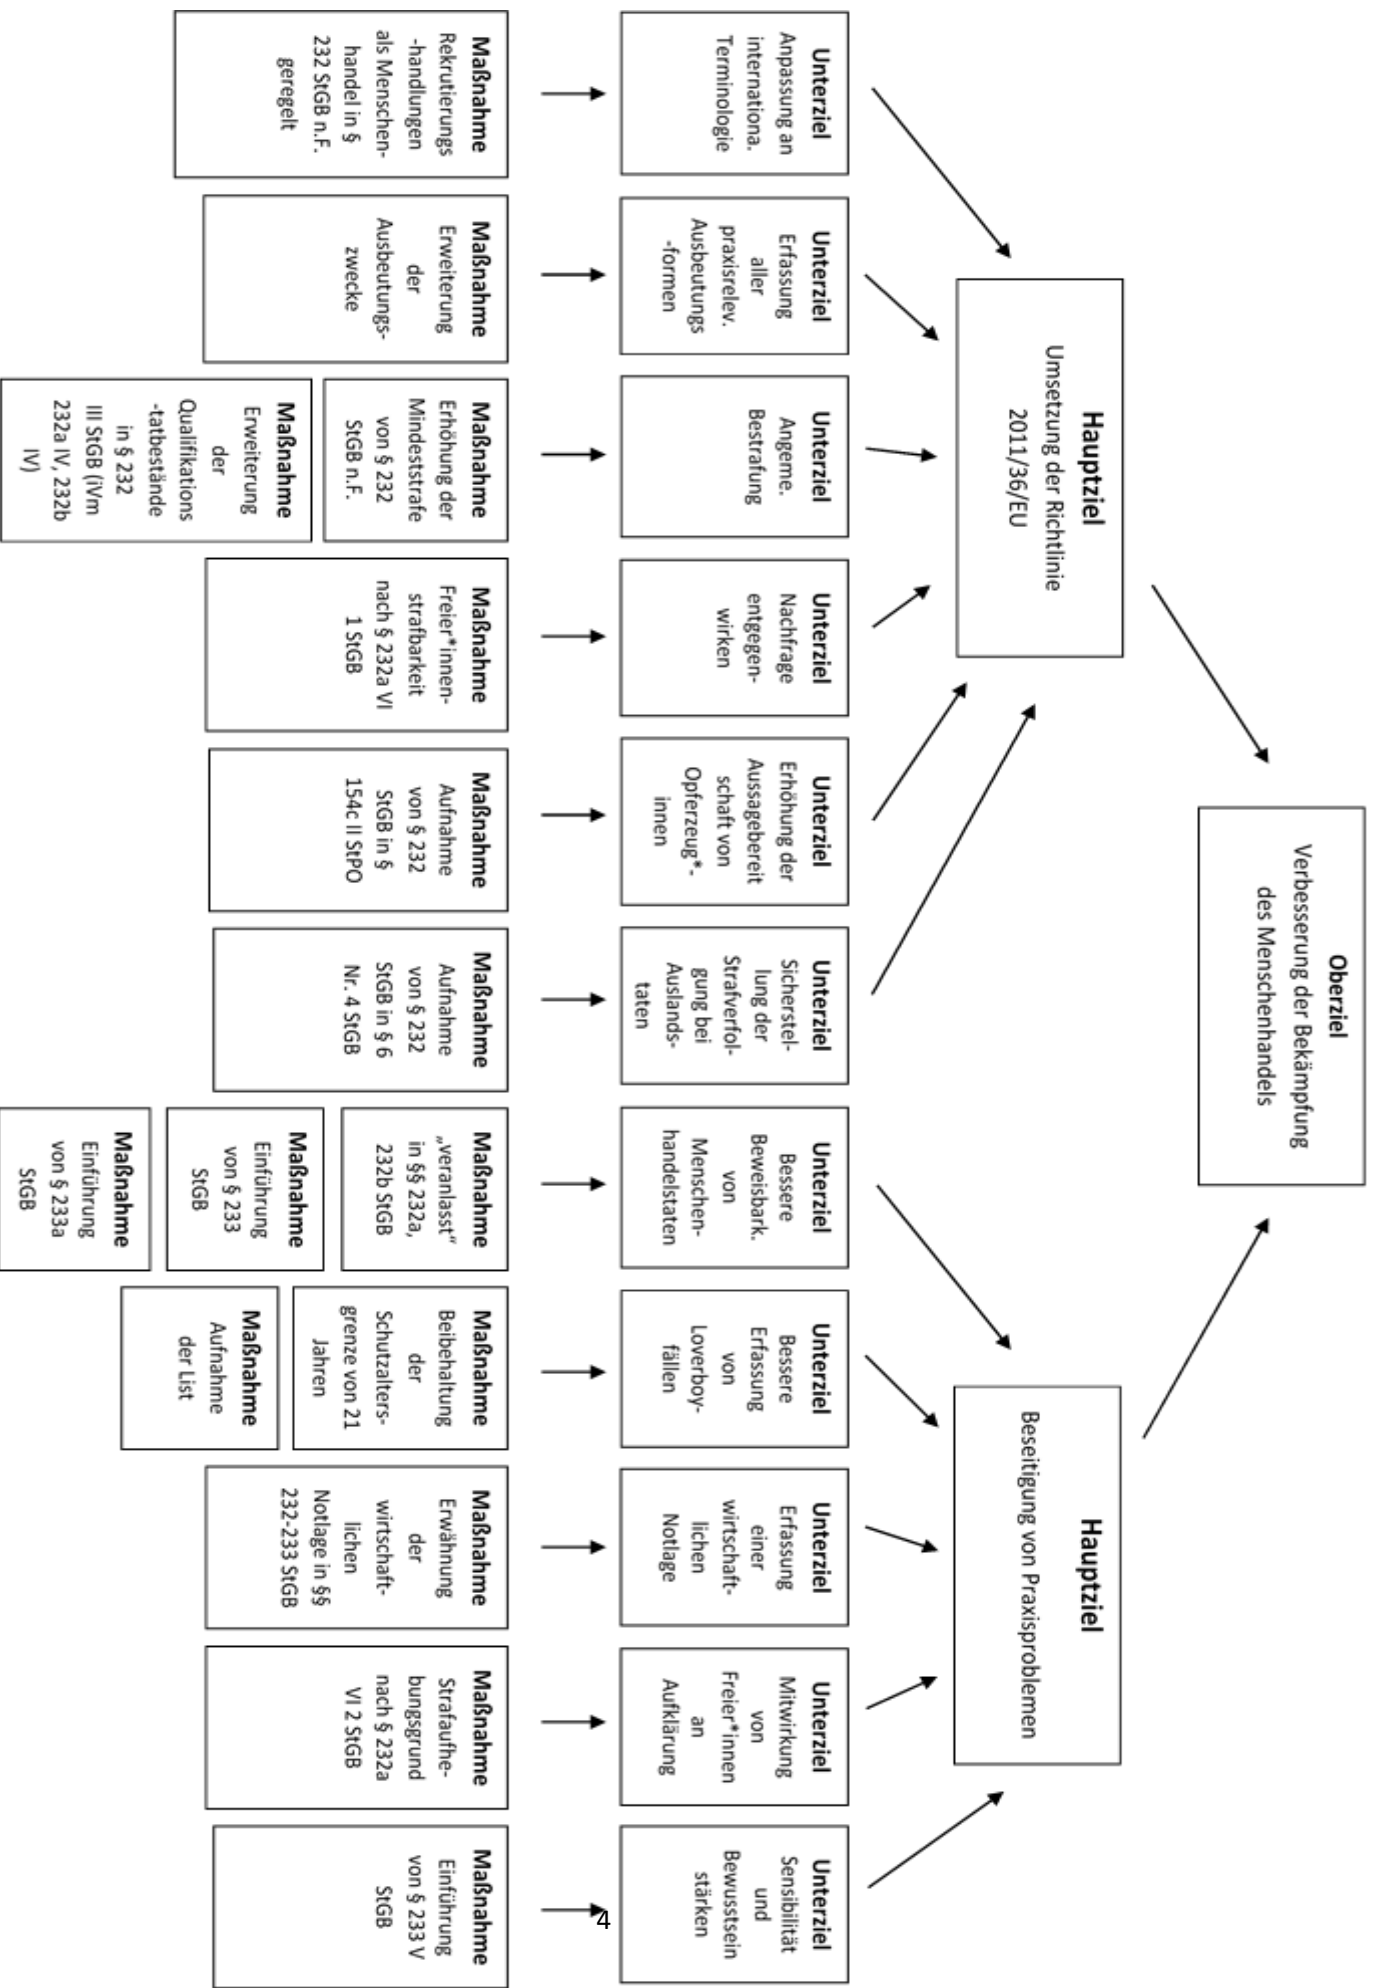 Oberziel
Verbesserung der Bekämpfung
des Menschenhandels
Hauptziel
Umsetzung der Richtlinie
2011/36/EU
Hauptziel
Beseitigung von Praxisproblemen
Unterziel
Anpassung an
internationa.
Terminologie
Unterziel
Erfassung
aller
praxisrelev.
Ausbeutungs
-formen
Unterziel
Angeme.
Bestrafung
Unterziel
Nachfrage
entgegen-
wirken
Unterziel
Erhöhung der
Aussagebereit
schaft von
Opferzeug*-
innen
Unterziel
Sicherstel-
lung der
Strafverfol-
gung bei
Auslands-
taten
Unterziel
Bessere
Beweisbark.
von
Menschen-
handelstaten
Unterziel
Bessere
Erfassung
von
Loverboy-
fällen
Unterziel
Erfassung
einer
wirtschaft-
lichen
Notlage
Unterziel
Mitwirkung
von
Freier*innen
an
Aufklärung
Unterziel
Sensibilität
und
Bewusstsein
stärken
Maßnahme
Rekrutierungs
-handlungen
als Menschen-
handel in §
232 StGB n.F.
geregelt
Maßnahme
Erweiterung
der
Ausbeutungs-
zwecke
Maßnahme
Erhöhung der
Mindeststrafe
von § 232
StGB n.F.
Maßnahme
Erweiterung
der
Qualifikations
-tatbestände
in § 232
III StGB (iVm
232a IV, 232b
IV)
Maßnahme
Freier*innen-
strafbarkeit
nach § 232a VI
1 StGB
Maßnahme
Aufnahme
von § 232
StGB in §
154c II StPO
Maßnahme
Aufnahme
von § 232
StGB in § 6
Nr. 4 StGB
Maßnahme
„veranlasst“
in §§ 232a,
232b StGB
Maßnahme
Einführung
von § 233
StGB
Maßnahme
Einführung
von § 233a
StGB
Maßnahme
Beibehaltung
der
Schutzalters-
grenze von 21
Jahren
Maßnahme
Aufnahme
der List
Maßnahme
Erwähnung
der
wirtschaft-
lichen
Notlage in §§
232-233 StGB
Maßnahme
Strafaufhe-
bungsgrund
nach § 232a
VI 2 StGB
Maßnahme
Einführung
von § 233 V
StGB
4